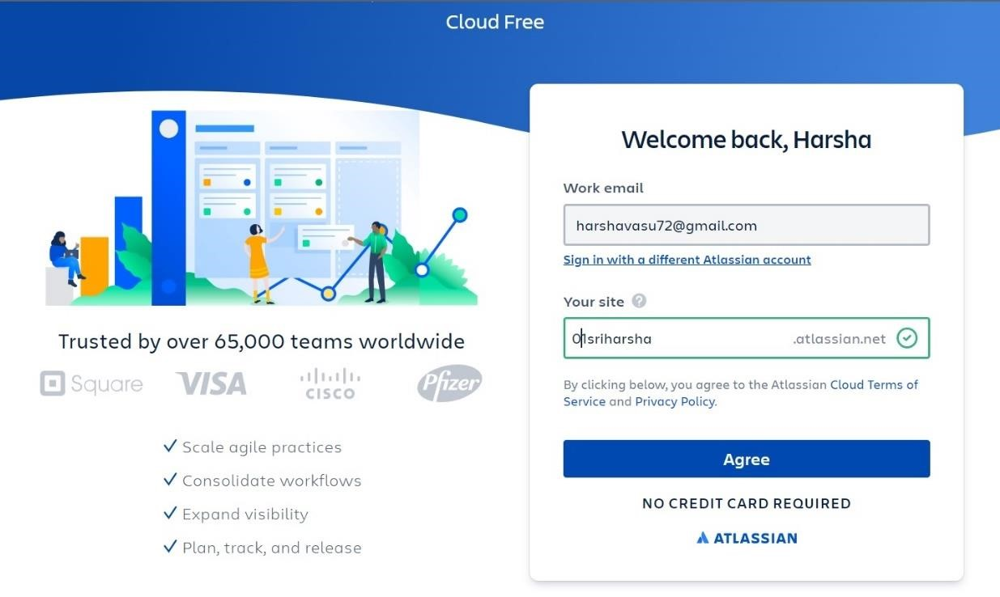 Cloud Free
Welcome back, Harsha
Work email
harshavasu72@gmail.com
Sign in with a different Atlassian account
Your site ?
01sriharsha .atlassian.net
By clicking below, you agree to the Atlassian Cloud Terms of
Service and Privacy Policy.
Agree
NO CREDIT CARD REQUIRED
ATLASSIAN
Trusted by over 65,000 teams worldwide
Square VISA CISCO Pfizer
Scale agile practices
Consolidate workflows
Expand visibility
Plan, track, and release